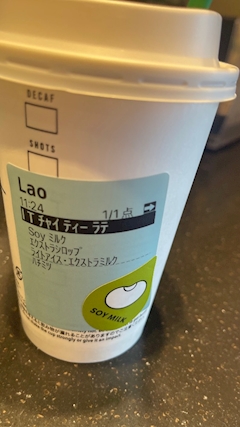 DECAF
SHOTS
Lao
11:24 1/1点
I T チャイ ティー ラテ
Soy ミルク
エクストラシロップ
ライトアイス・エクストラミルク
ハチミツ
SOY MILK